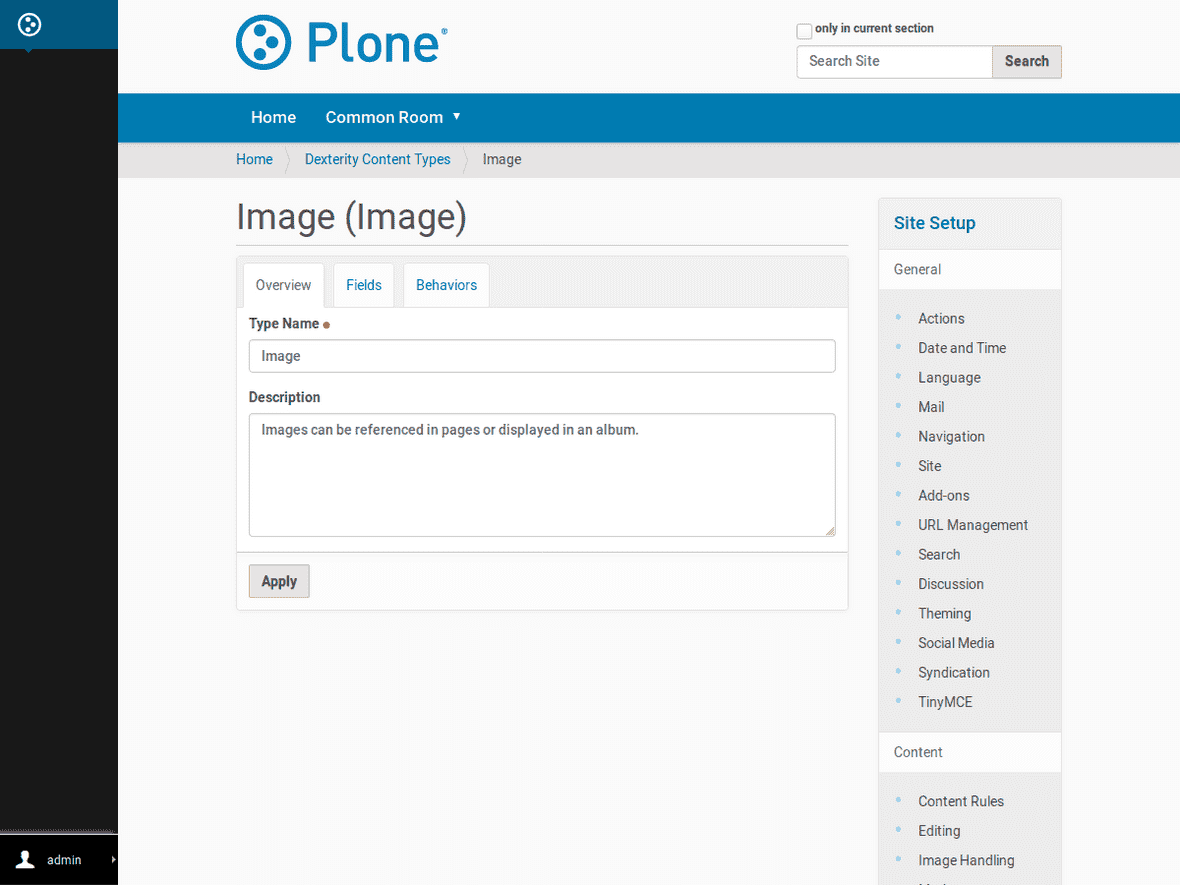 Plone®
only in current section
Search Site
Search
Home
Common Room ▼
Home
Dexterity Content Types
Image
Image (Image)
Overview
Fields
Behaviors
Type Name
Image
Description
Images can be referenced in pages or displayed in an album.
Apply
Site Setup
General
Actions
Date and Time
Language
Mail
Navigation
Site
Add-ons
URL Management
Search
Discussion
Theming
Social Media
Syndication
TinyMCE
Content
Content Rules
Editing
Image Handling
admin